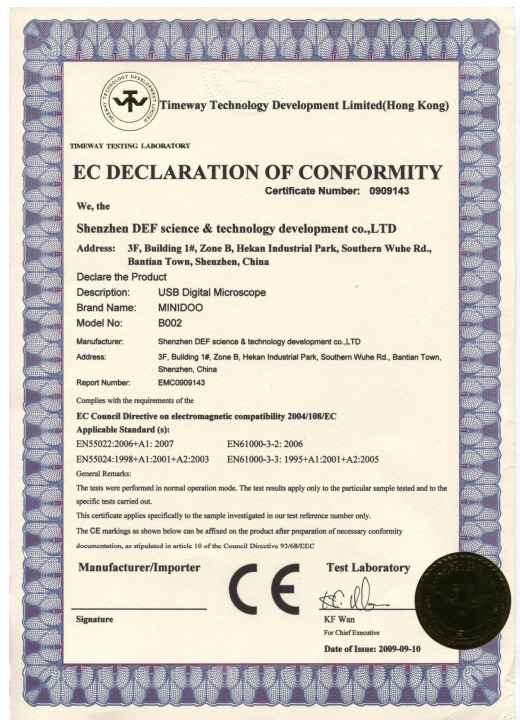 Timeway Technology Development Limited(Hong Kong)
TIMEWAY TESTING LABORATORY
EC DECLARATION OF CONFORMITY
Certificate Number: 0909143
We, the
Shenzhen DEF science & technology development co.,LTD
Address: 3F, Building 1#, Zone B, Hekan Industrial Park, Southern Wuhe Rd.,
Bantian Town, Shenzhen, China
Declare the Product
Description: USB Digital Microscope
Brand Name: MINIDOO
Model No: B002
Manufacturer: Shenzhen DEF science & technology development co.,LTD
Address: 3F, Building 1#, Zone B, Hekan Industrial Park, Southern Wuhe Rd., Bantian Town,
Shenzhen, China
Report Number: EMC0909143
Complies with the requirements of the
EC Council Directive on electromagnetic compatibility 2004/108/EC
Applicable Standard (s):
EN55022:2006+A1: 2007 EN61000-3-2: 2006
EN55024:1998+A1:2001+A2:2003 EN61000-3-3: 1995+A1:2001+A2:2005
General Remarks:
The tests were performed in normal operation mode. The test results apply only to the particular sample tested and to the
specific tests carried out.
This certificate applies specifically to the sample investigated in our test reference number only.
The CE markings as shown below can be affixed on the product after preparation of necessary conformity
documentation, as stipulated in article 10 of the Council Directive 93/68/EEC
Manufacturer/Importer CE Test Laboratory
Signature KF Wan
For Chief Executive
Date of Issue: 2009-09-10